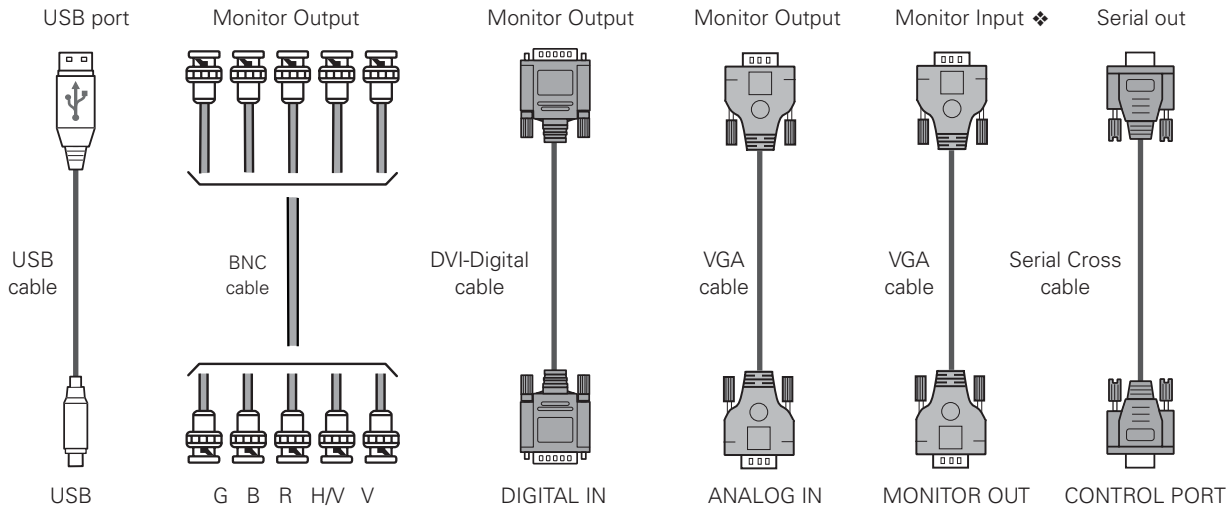 USB port Monitor Output Monitor Output Monitor Output Monitor Input ❖ Serial out
USB
cable
BNC
cable
DVI-Digital
cable
VGA
cable
VGA
cable
Serial Cross
cable
USB G B R H/V V DIGITAL IN ANALOG IN MONITOR OUT CONTROL PORT